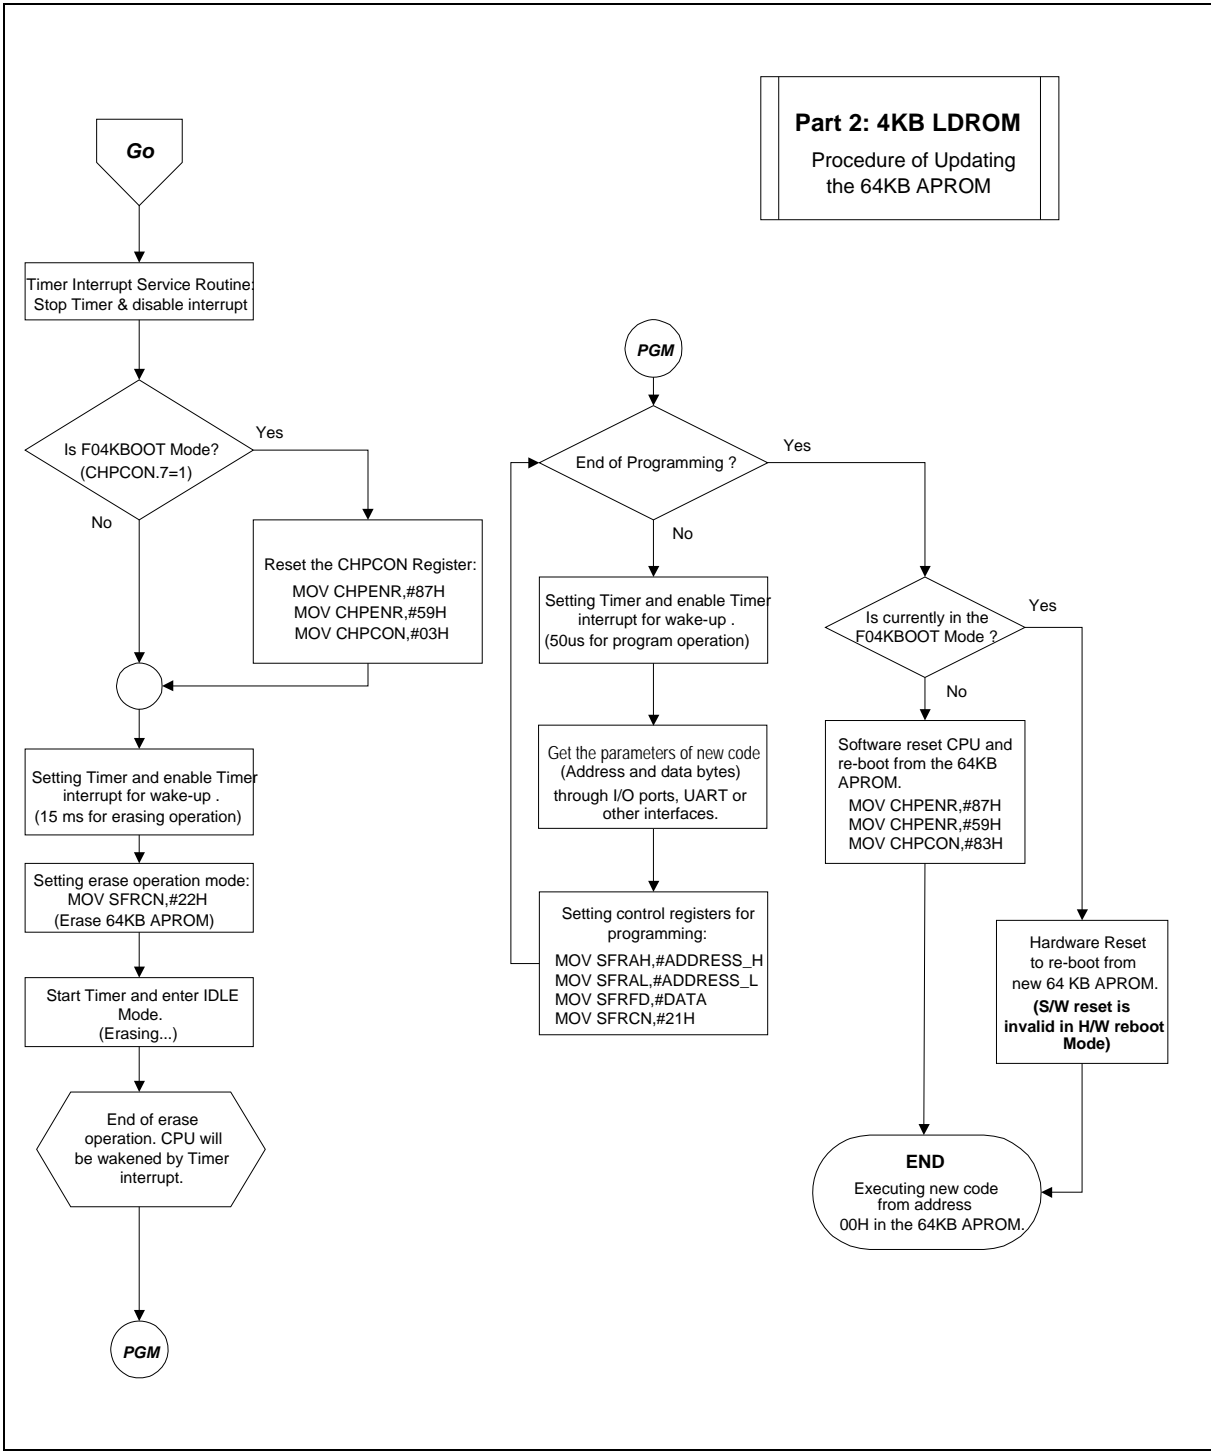 Part 2: 4KB LDROM
Procedure of Updating
the 64KB APROM
Go
Timer Interrupt Service Routine:
Stop Timer & disable interrupt
Is F04KBOOT Mode?
(CHPCON.7=1)
Yes
No
Reset the CHPCON Register:
MOV CHPENR,#87H
MOV CHPENR,#59H
MOV CHPCON,#03H
Setting Timer and enable Timer
interrupt for wake-up .
(15 ms for erasing operation)
Setting erase operation mode:
MOV SFRCN,#22H
(Erase 64KB APROM)
Start Timer and enter IDLE
Mode.
(Erasing...)
End of erase
operation. CPU will
be wakened by Timer
interrupt.
PGM
PGM
End of Programming ?
Yes
No
Setting Timer and enable Timer
interrupt for wake-up .
(50us for program operation)
Get the parameters of new code
(Address and data bytes)
through I/O ports, UART or
other interfaces.
Setting control registers for
programming:
MOV SFRAH,#ADDRESS_H
MOV SFRAL,#ADDRESS_L
MOV SFRFD,#DATA
MOV SFRCN,#21H
Is currently in the
F04KBOOT Mode ?
Yes
No
Software reset CPU and
re-boot from the 64KB
APROM.
MOV CHPENR,#87H
MOV CHPENR,#59H
MOV CHPCON,#83H
Hardware Reset
to re-boot from
new 64 KB APROM.
(S/W reset is
invalid in H/W reboot
Mode)
END
Executing new code
from address
00H in the 64KB APROM.